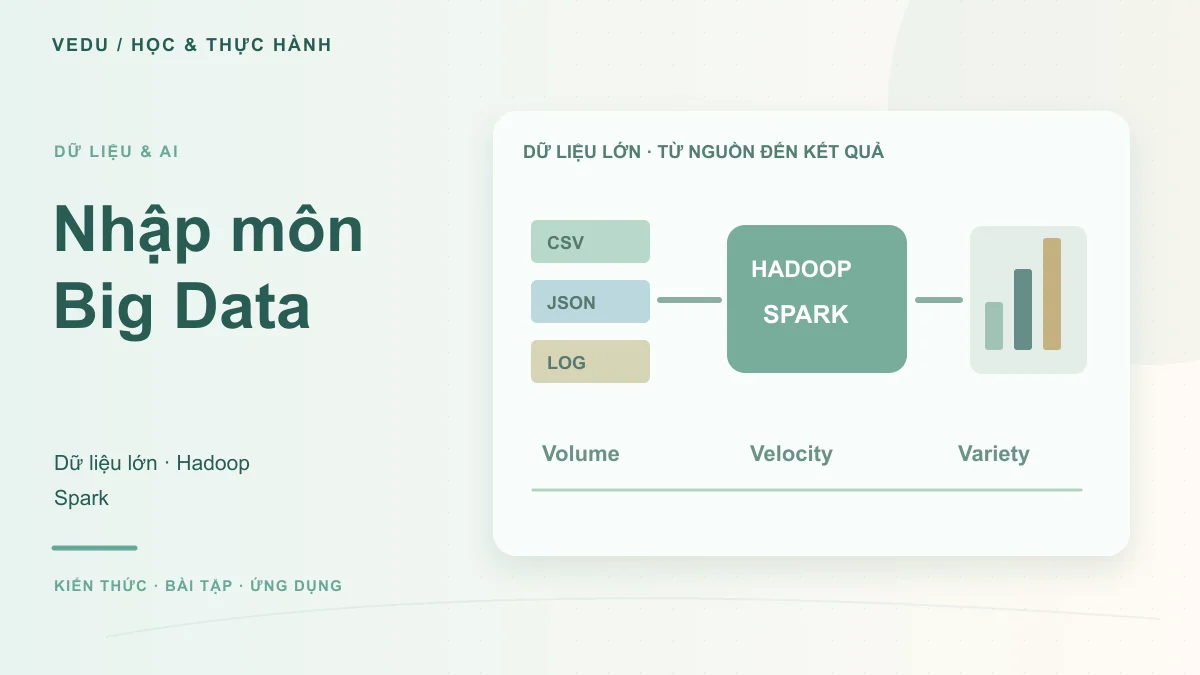 VEDU / HỌC & THỰC HÀNH
DỮ LIỆU & AI
Nhập môn
Big Data
Dữ liệu lớn · Hadoop
Spark
KIẾN THỨC · BÀI TẬP · ỨNG DỤNG
DỮ LIỆU LỚN · TỪ NGUỒN ĐẾN KẾT QUẢ
CSV
JSON
LOG
HADOOP
SPARK
Volume
Velocity
Variety